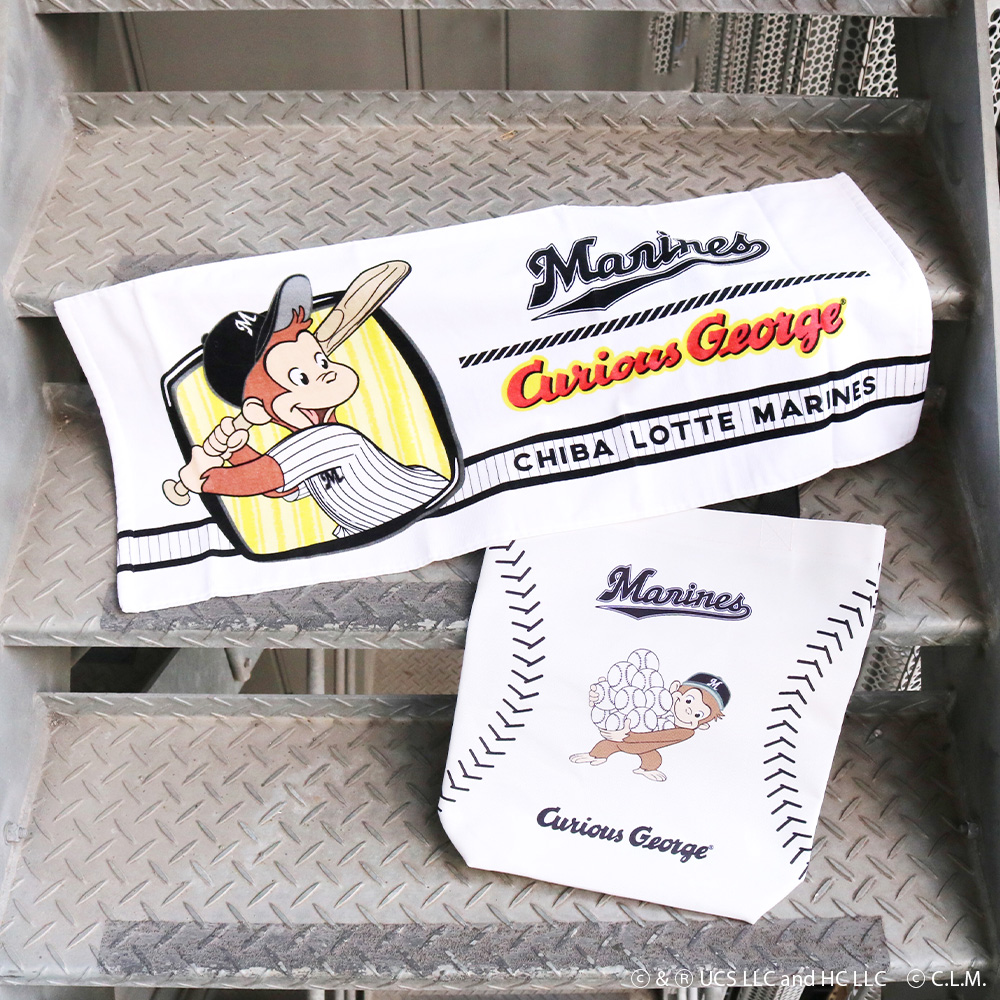 M
Marines
Curious George®
CHIBA LOTTE MARINES
M
Marines
M
Curious George®
© & ® UCS LLC and HC LLC © C.L.M.